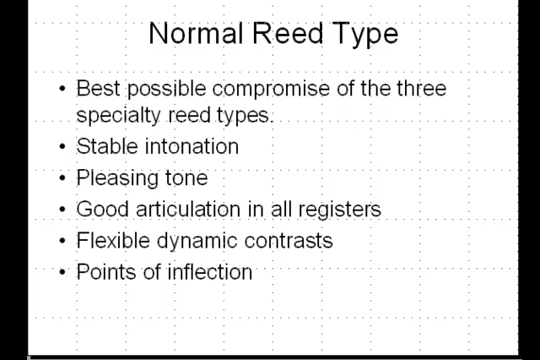 Normal Reed Type
• Best possible compromise of the three
specialty reed types.
• Stable intonation
• Pleasing tone
• Good articulation in all registers
• Flexible dynamic contrasts
• Points of inflection